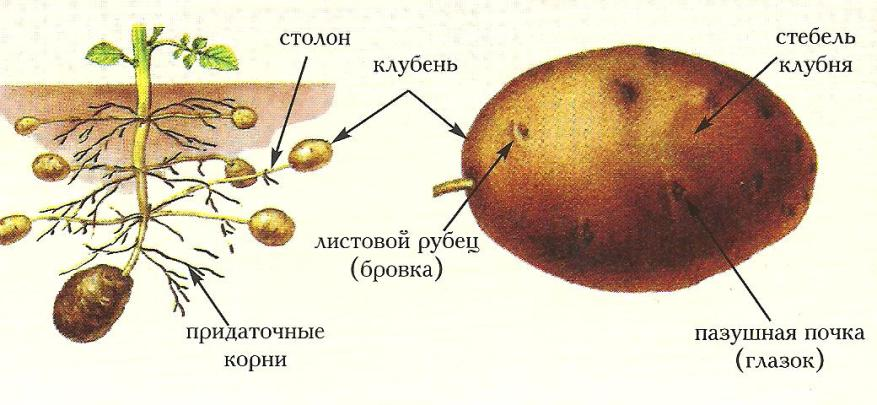 столон
клубень
стебель
клубня
листовой рубец
(бровка)
придаточные
корни
пазушная почка
(глазок)